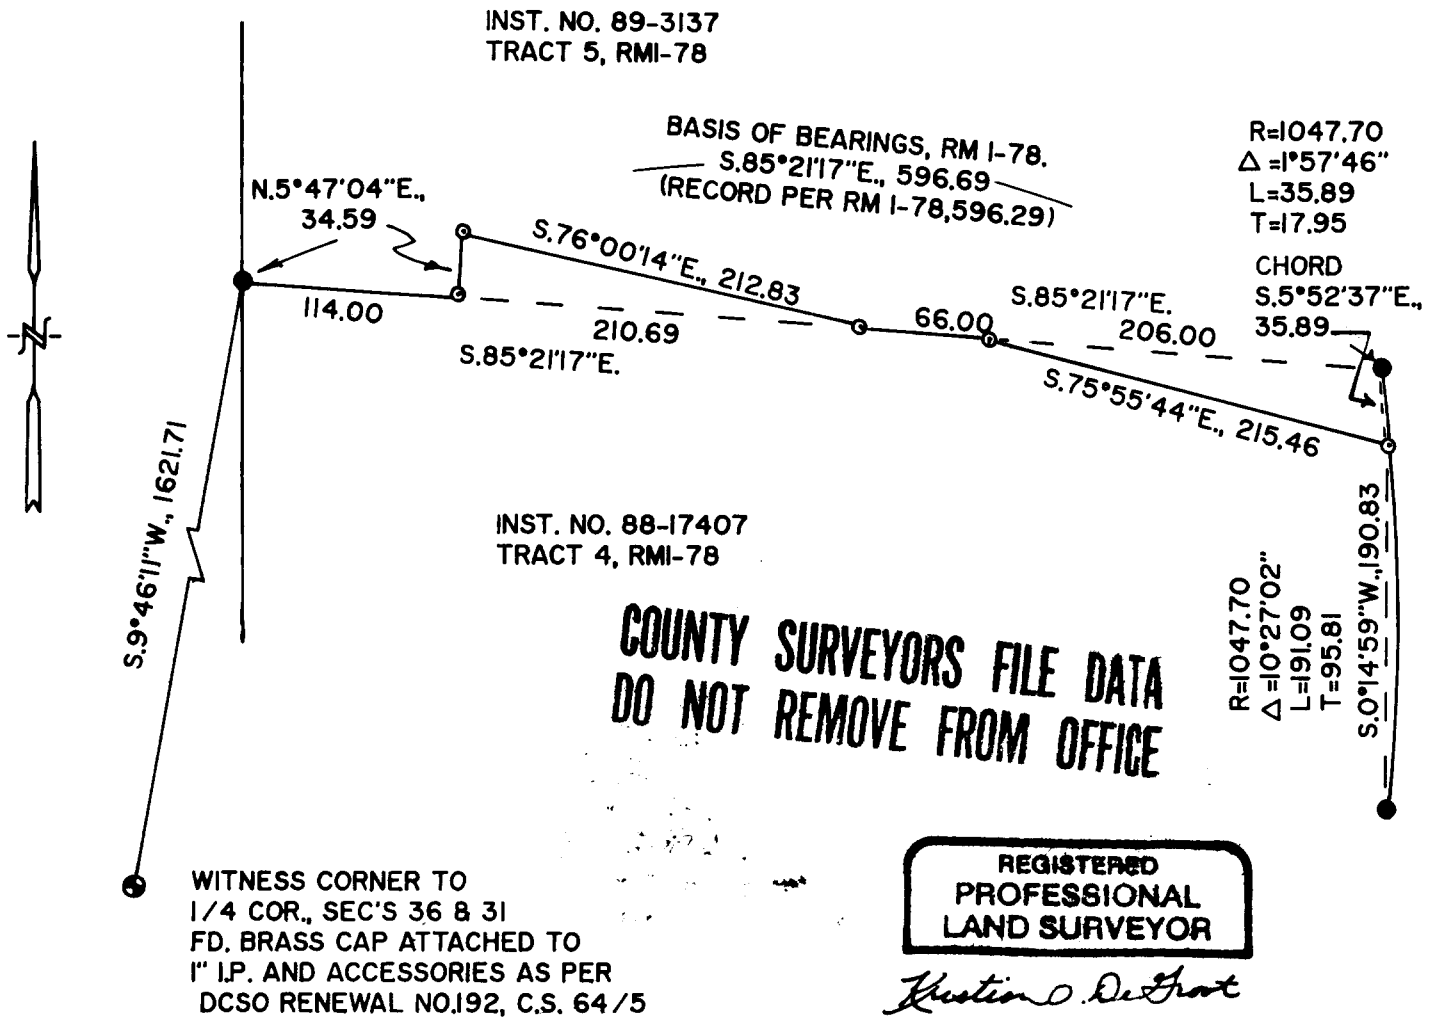 INST. NO. 89-3137
TRACT 5, RM1-78
BASIS OF BEARINGS, RM 1-78.
S.85°21'17"E., 596.69
(RECORD PER RM 1-78,596.29)
R=1047.70
Δ =1°57'46"
L=35.89
T=17.95
CHORD
S.5°52'37"E.,
35.89
N.5°47'04"E.,
34.59
S.76°00'14"E., 212.83
114.00
210.69
S.85°21'17"E.
66.00
S.85°21'17"E.
206.00
S.75°55'44"E., 215.46
N
S.9°46'11"W., 1621.71
INST. NO. 88-17407
TRACT 4, RM1-78
R=1047.70
Δ=10°27'02"
L=191.09
T=95.81
S.0°14'59"W.,190.83
COUNTY SURVEYORS FILE DATA
DO NOT REMOVE FROM OFFICE
WITNESS CORNER TO
1/4 COR., SEC'S 36 & 31
FD. BRASS CAP ATTACHED TO
1" I.P. AND ACCESSORIES AS PER
DCSO RENEWAL NO.192, C.S. 64/5
REGISTERED
PROFESSIONAL
LAND SURVEYOR
Kristian O. DeGroot